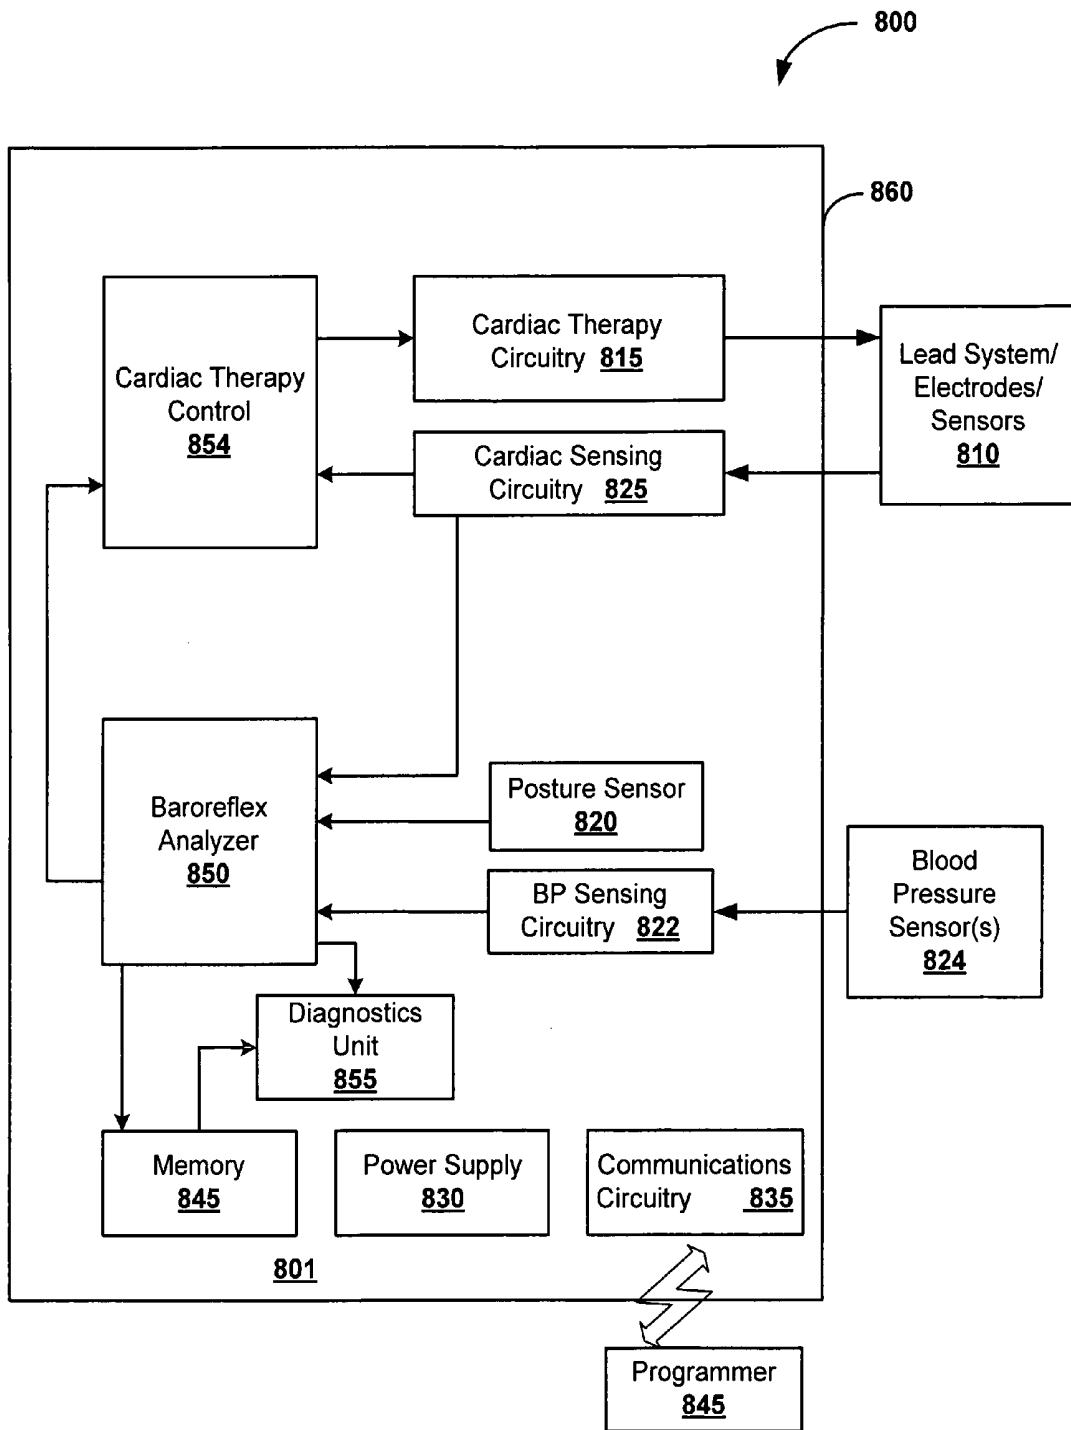 800
860
Cardiac Therapy
Control
854
Cardiac Therapy
Circuitry 815
Cardiac Sensing
Circuitry 825
Lead System/
Electrodes/
Sensors
810
Baroreflex
Analyzer
850
Posture Sensor
820
BP Sensing
Circuitry 822
Blood
Pressure
Sensor(s)
824
Diagnostics
Unit
855
Memory
845
Power Supply
830
Communications
Circuitry 835
801
Programmer
845